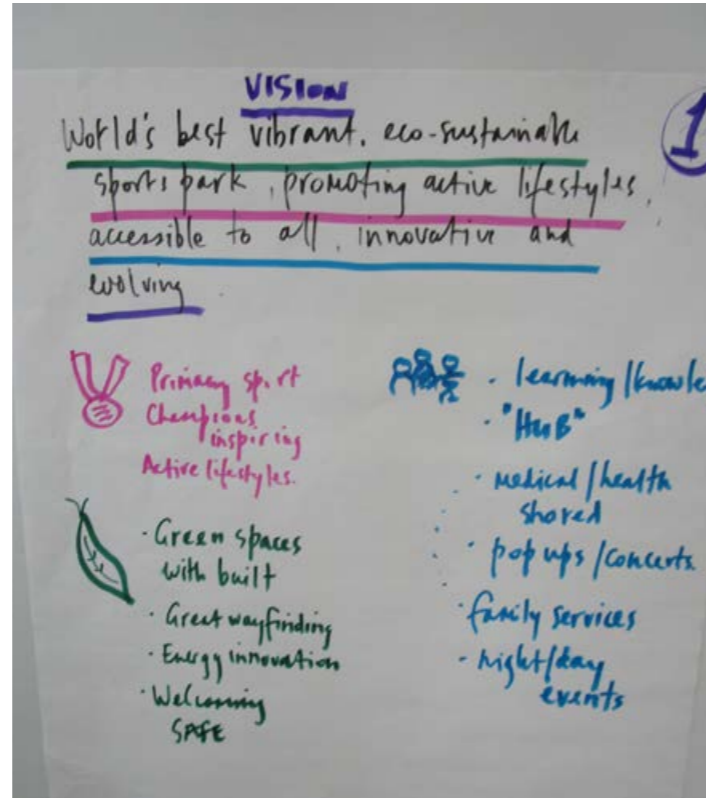 VISION
1
World's best vibrant, eco-sustainable
sports park, promoting active lifestyles,
accessible to all, innovative and
evolving.
Primary sport
Champions
inspiring
Active lifestyles.
· Green spaces
with built
· Great wayfinding
· Energy innovation
· Welcoming
SAFE
· learning/knowle
· "HuB"
· medical/health
shared
· pop ups/concerts
· family services
· night/day
events